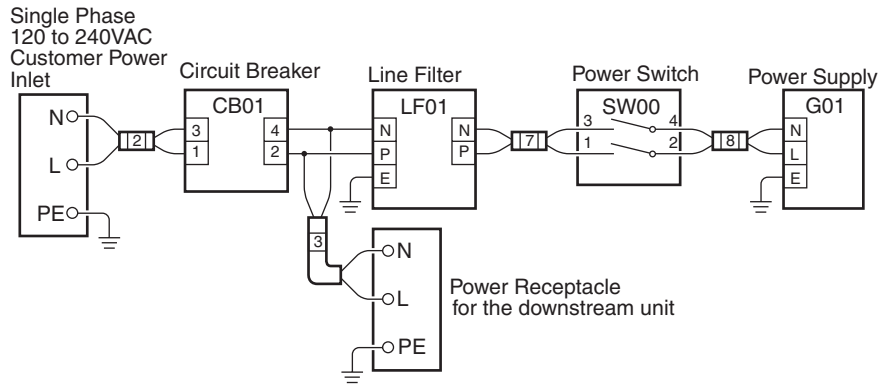 Single Phase
120 to 240VAC
Customer Power
Inlet
N
L
PE
2
Circuit Breaker
CB01
3
1
4
2
Line Filter
LF01
N
P
E
N
P
7
Power Switch
SW00
3
1
4
2
8
Power Supply
G01
N
L
E
3
N
L
PE
Power Receptacle
for the downstream unit